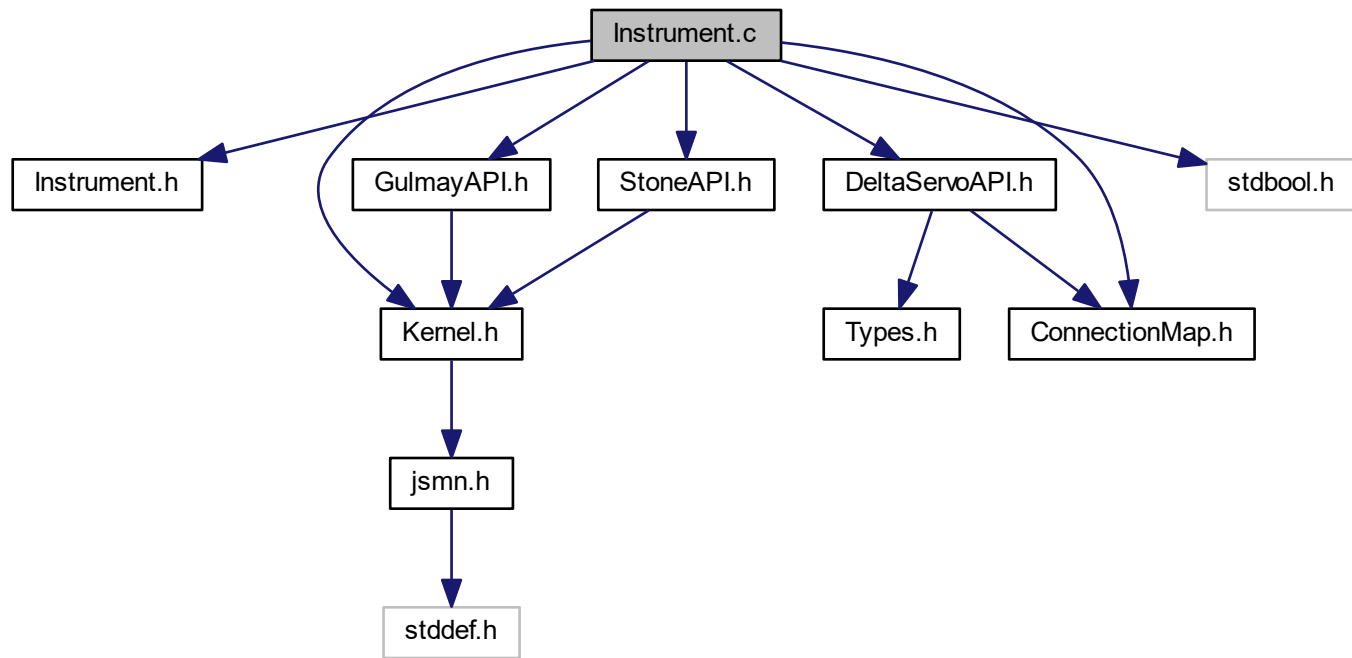 Instrument.c
Instrument.h
GulmayAPI.h
StoneAPI.h
DeltaServoAPI.h
stdbool.h
Kernel.h
Types.h
ConnectionMap.h
jsmn.h
stddef.h